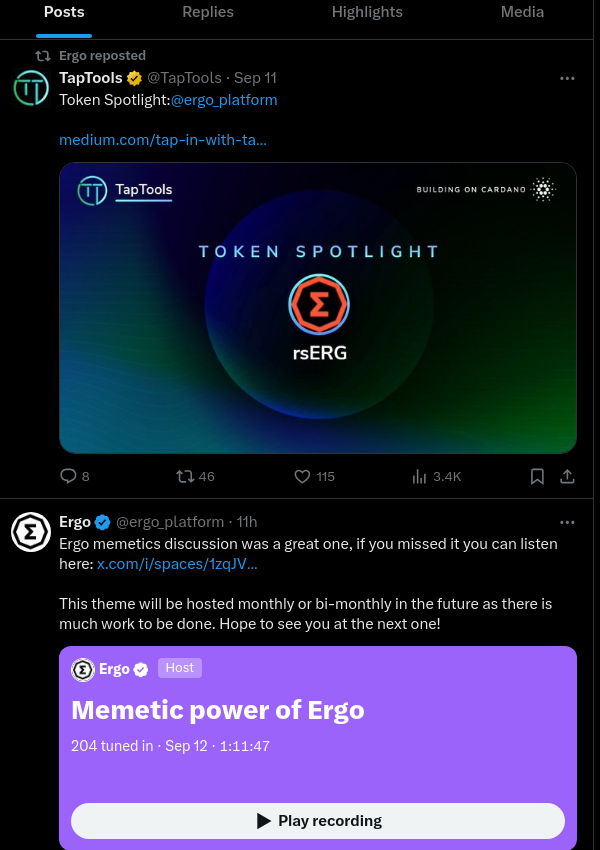 Posts Replies Highlights Media
Ergo reposted
TapTools @TapTools · Sep 11
Token Spotlight:@ergo_platform
medium.com/tap-in-with-ta...
TapTools
BUILDING ON CARDANO
TOKEN SPOTLIGHT
Σ
rsERG
8 46 115 3.4K
Ergo @ergo_platform · 11h
Ergo memetics discussion was a great one, if you missed it you can listen
here: x.com/i/spaces/1zqJV...
This theme will be hosted monthly or bi-monthly in the future as there is
much work to be done. Hope to see you at the next one!
Ergo Host
Memetic power of Ergo
204 tuned in · Sep 12 · 1:11:47
Play recording